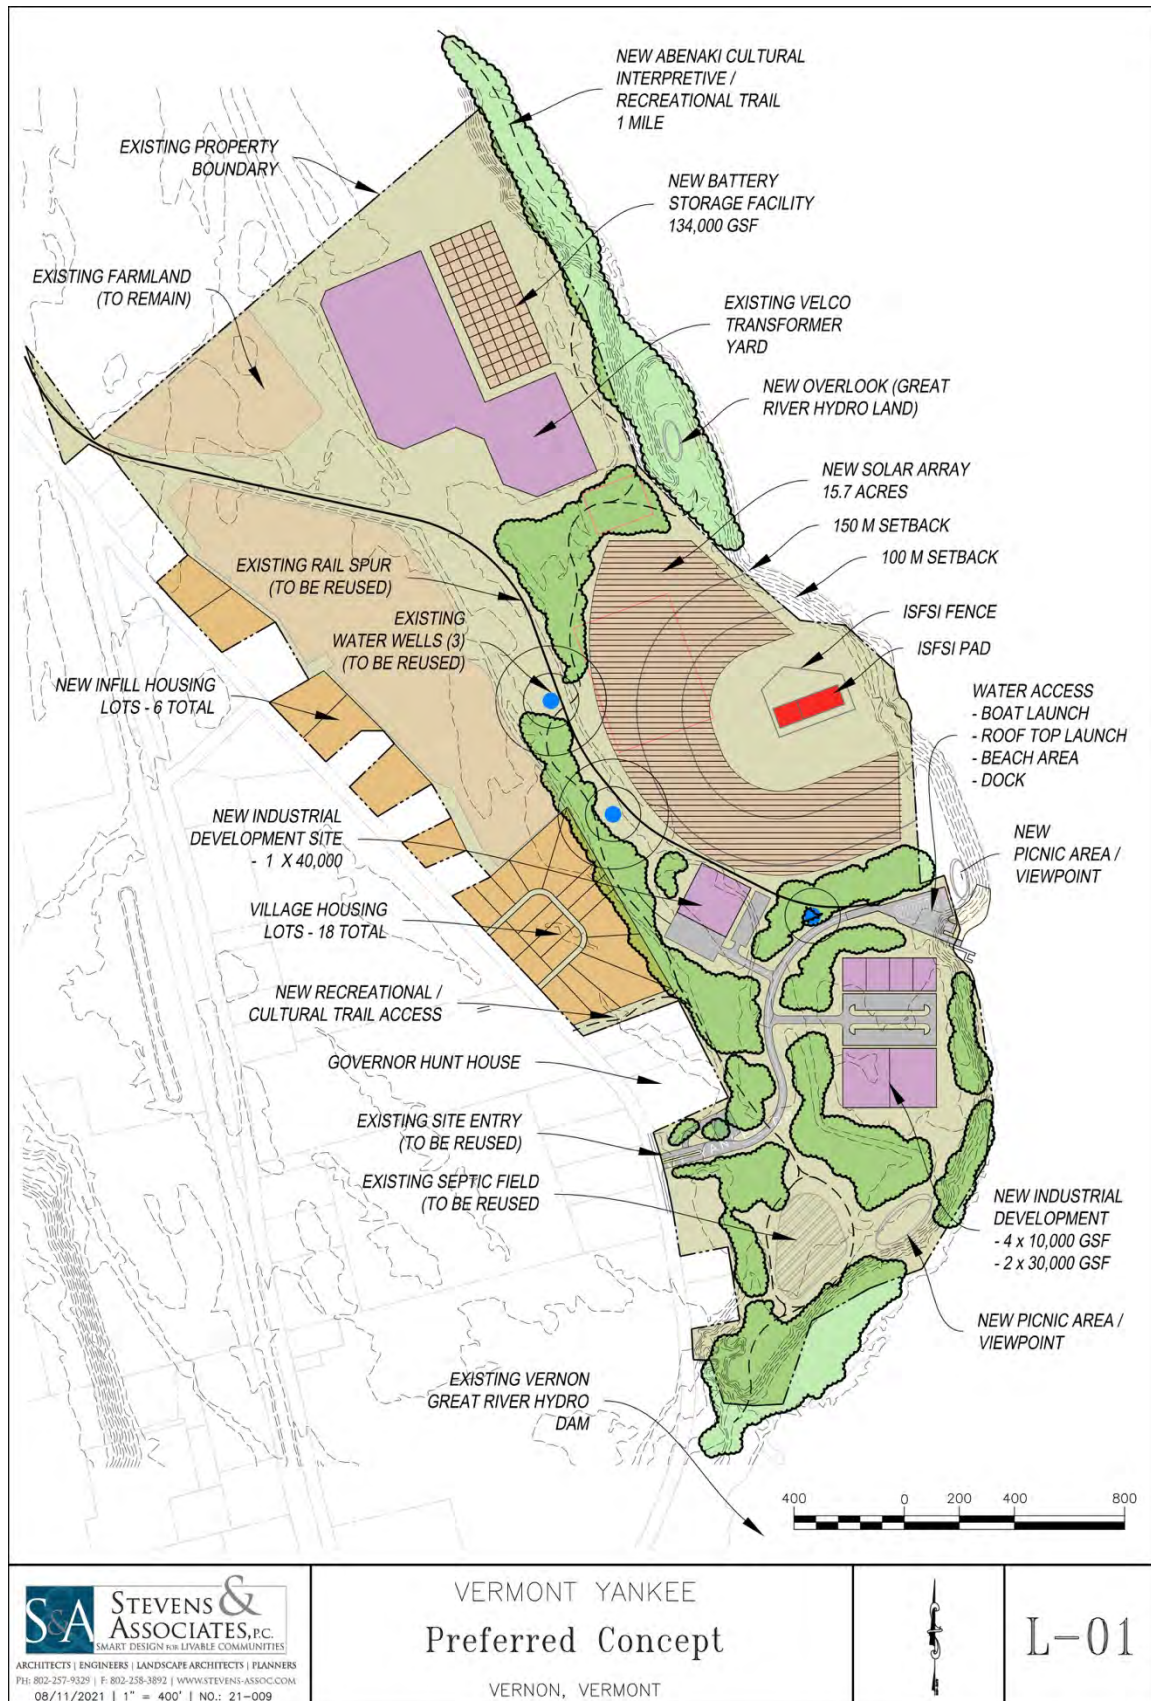 NEW ABENAKI CULTURAL
INTERPRETIVE /
RECREATIONAL TRAIL
1 MILE
EXISTING PROPERTY
BOUNDARY
NEW BATTERY
STORAGE FACILITY
134,000 GSF
EXISTING FARMLAND
(TO REMAIN)
EXISTING VELCO
TRANSFORMER
YARD
NEW OVERLOOK (GREAT
RIVER HYDRO LAND)
NEW SOLAR ARRAY
15.7 ACRES
150 M SETBACK
100 M SETBACK
EXISTING RAIL SPUR
(TO BE REUSED)
ISFSI FENCE
EXISTING
WATER WELLS (3)
(TO BE REUSED)
ISFSI PAD
NEW INFILL HOUSING
LOTS - 6 TOTAL
WATER ACCESS
- BOAT LAUNCH
- ROOF TOP LAUNCH
- BEACH AREA
- DOCK
NEW INDUSTRIAL
DEVELOPMENT SITE
- 1 X 40,000
NEW
PICNIC AREA /
VIEWPOINT
VILLAGE HOUSING
LOTS - 18 TOTAL
NEW RECREATIONAL /
CULTURAL TRAIL ACCESS
GOVERNOR HUNT HOUSE
EXISTING SITE ENTRY
(TO BE REUSED)
EXISTING SEPTIC FIELD
(TO BE REUSED
NEW INDUSTRIAL
DEVELOPMENT
- 4 x 10,000 GSF
- 2 x 30,000 GSF
NEW PICNIC AREA /
VIEWPOINT
EXISTING VERNON
GREAT RIVER HYDRO
DAM
400 0 200 400 800
S&A STEVENS &
ASSOCIATES, P.C.
SMART DESIGN FOR LIVABLE COMMUNITIES
ARCHITECTS | ENGINEERS | LANDSCAPE ARCHITECTS | PLANNERS
PH: 802-257-9329 | F: 802-258-3892 | WWW.STEVENS-ASSOC.COM
08/11/2021 | 1" = 400' | NO.: 21-009
VERMONT YANKEE
Preferred Concept
VERNON, VERMONT
L-01